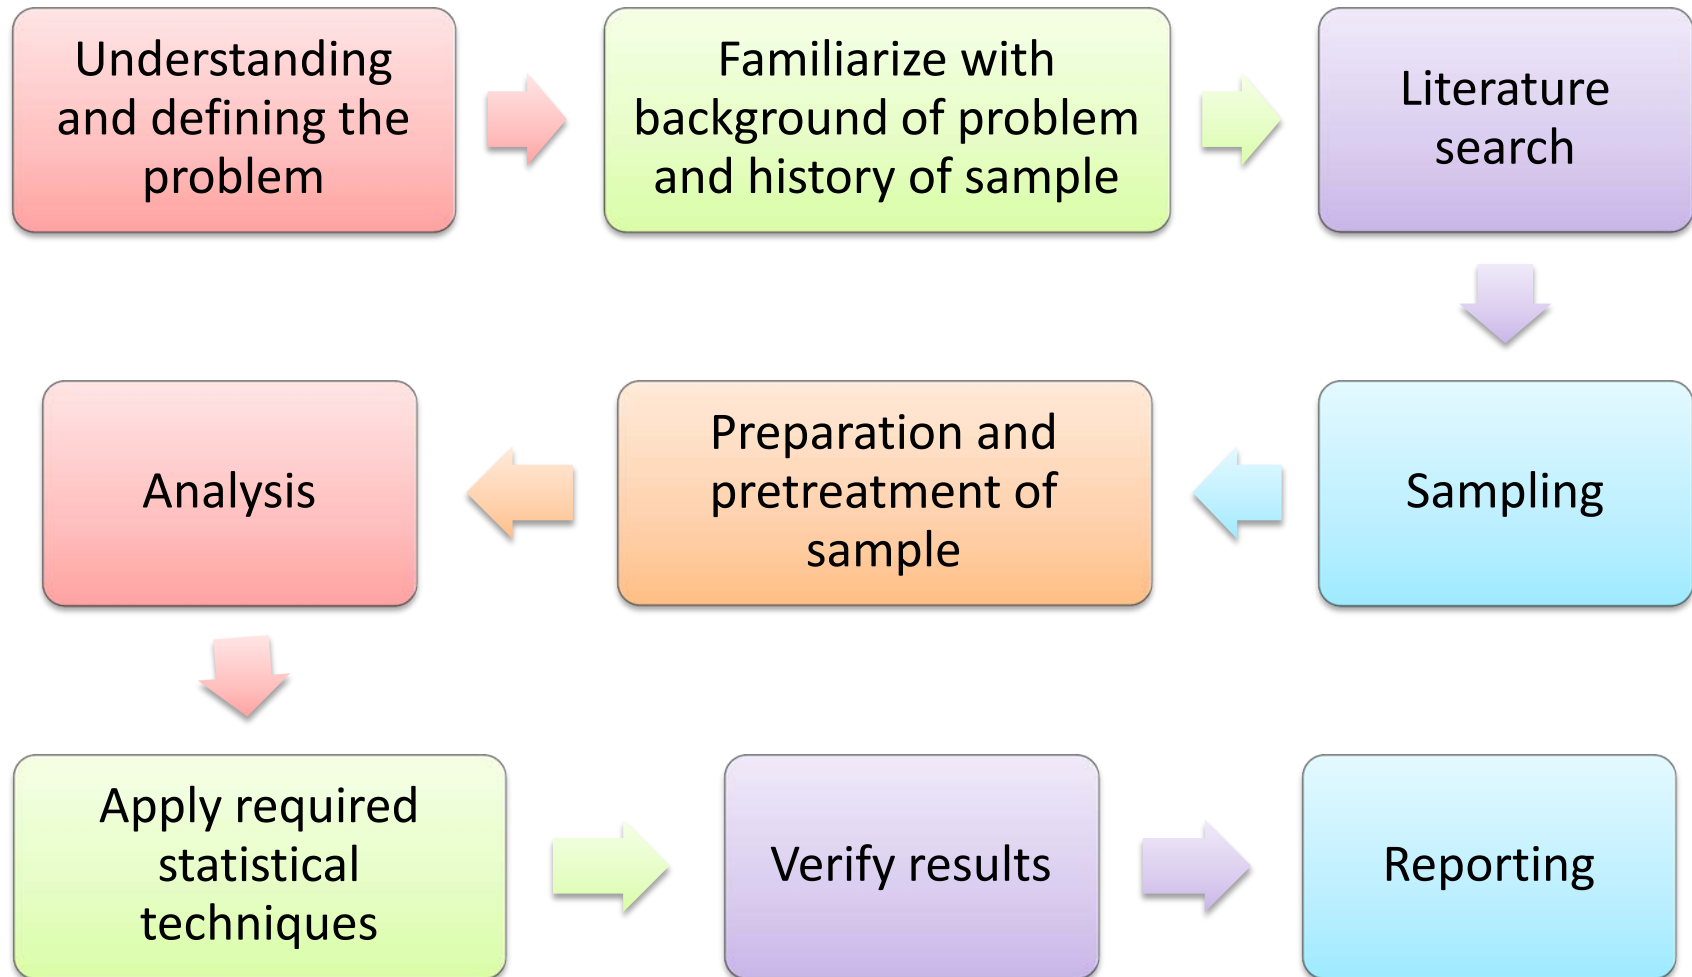 Understanding
and defining the
problem
Familiarize with
background of problem
and history of sample
Literature
search
Sampling
Preparation and
pretreatment of
sample
Analysis
Apply required
statistical
techniques
Verify results
Reporting